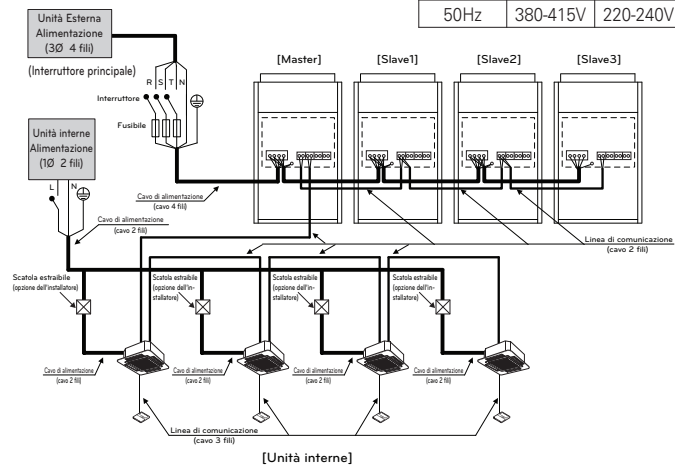 50Hz 380-415V 220-240V
Unità Esterna
Alimentazione
(3Ø 4 fili)
(Interruttore principale)
R S T N
Interruttore
Fusibile
[Master] [Slave1] [Slave2] [Slave3]
Unità interne
Alimentazione
(1Ø 2 fili)
L N
Cavo di alimentazione
(cavo 4 fili)
Cavo di alimentazione
(cavo 2 fili)
Linea di comunicazione
(cavo 2 fili)
Scatola estraibile
(opzione dell'installatore)
Scatola estraibile
(opzione dell'in-
stallatore)
Scatola estraibile
(opzione dell'in-
stallatore)
Scatola estraibile
(opzione dell'in-
stallatore)
Cavo di alimentazione
(cavo 2 fili)
Cavo di alimentazione
(cavo 2 fili)
Cavo di alimentazione
(cavo 2 fili)
Cavo di alimentazione
(cavo 2 fili)
Linea di comunicazione
(cavo 3 fili)
[Unità interne]